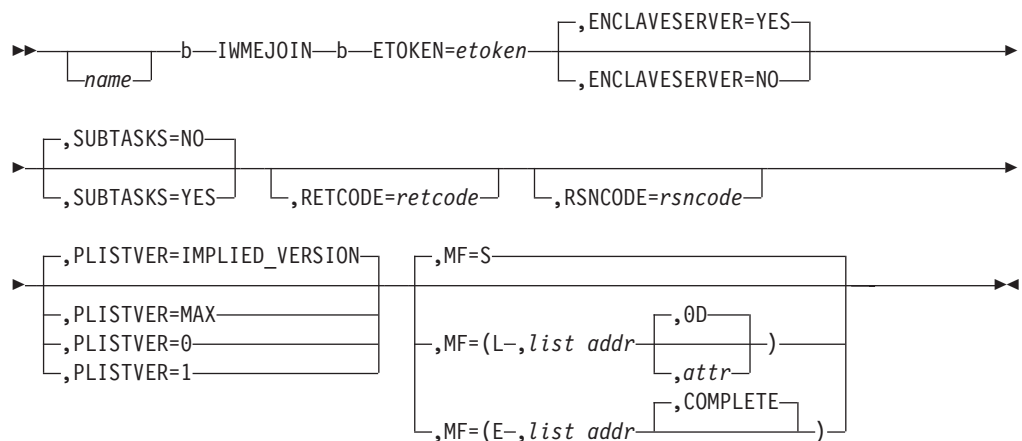 ,ENCLAVESERVER=YES
name b IWMEJOIN b ETOKEN=etoken
,ENCLAVESERVER=NO
,SUBTASKS=NO
,SUBTASKS=YES ,RETCODE=retcode ,RSNCODE=rsncode
,PLISTVER=IMPLIED_VERSION ,MF=S
,PLISTVER=MAX ,0D
,PLISTVER=0 ,MF=(L ,list addr )
,PLISTVER=1 ,attr
,COMPLETE
,MF=(E ,list addr )